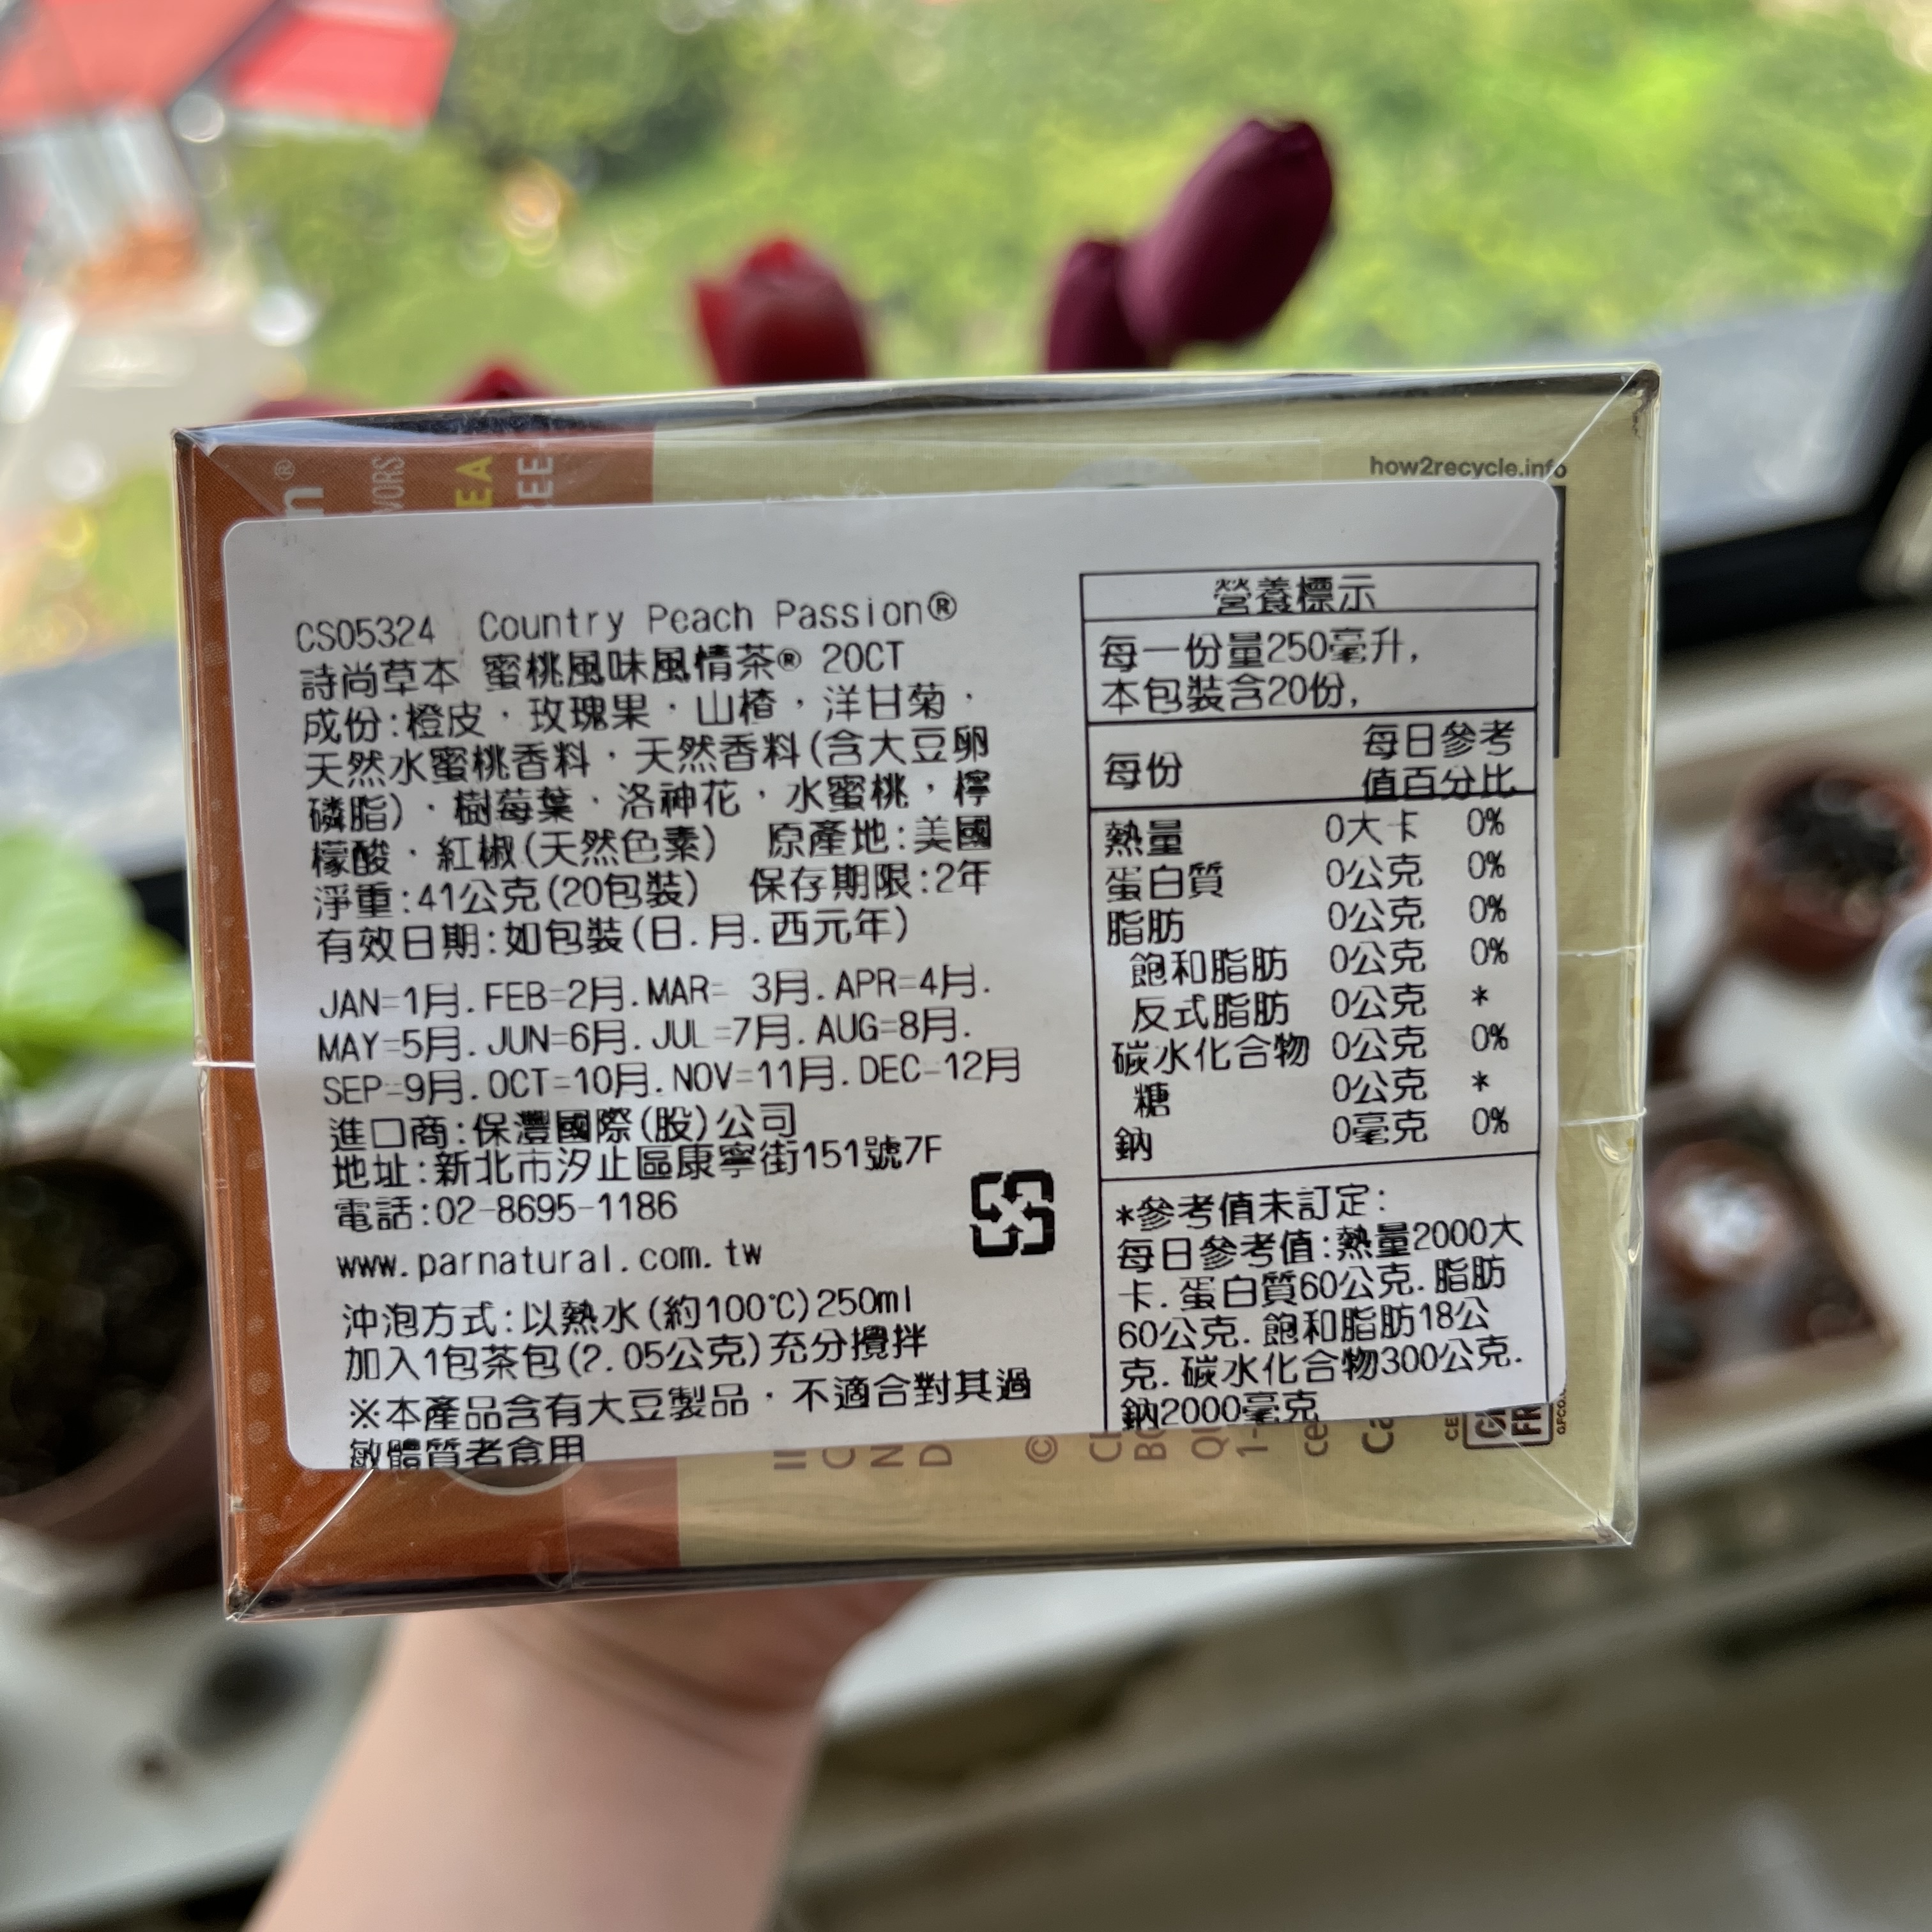 how2recycle.info
CS05324 Country Peach Passion®
詩尚草本 蜜桃風味風情茶® 20CT
成份:橙皮，玫瑰果，山楂，洋甘菊，
天然水蜜桃香料，天然香料(含大豆卵
磷脂)，樹莓葉，洛神花，水蜜桃，檸
檬酸，紅椒(天然色素) 原產地:美國
淨重:41公克(20包裝) 保存期限:2年
有效日期:如包裝(日.月.西元年)
JAN=1月.FEB=2月.MAR= 3月.APR=4月.
MAY=5月.JUN=6月.JUL=7月.AUG=8月.
SEP=9月.OCT=10月.NOV=11月.DEC=12月
進口商:保灃國際(股)公司
地址:新北市汐止區康寧街151號7F
電話:02-8695-1186
www.parnatural.com.tw
沖泡方式:以熱水(約100℃)250ml
加入1包茶包(2.05公克)充分攪拌
※本產品含有大豆製品，不適合對其過
敏體質者食用
營養標示
每一份量250毫升,
本包裝含20份,
每份 每日參考
值百分比
熱量 0大卡 0%
蛋白質 0公克 0%
脂肪 0公克 0%
飽和脂肪 0公克 0%
反式脂肪 0公克 *
碳水化合物 0公克 0%
糖 0公克 *
鈉 0毫克 0%
*參考值未訂定:
每日參考值:熱量2000大
卡.蛋白質60公克.脂肪
60公克.飽和脂肪18公
克.碳水化合物300公克.
鈉2000毫克